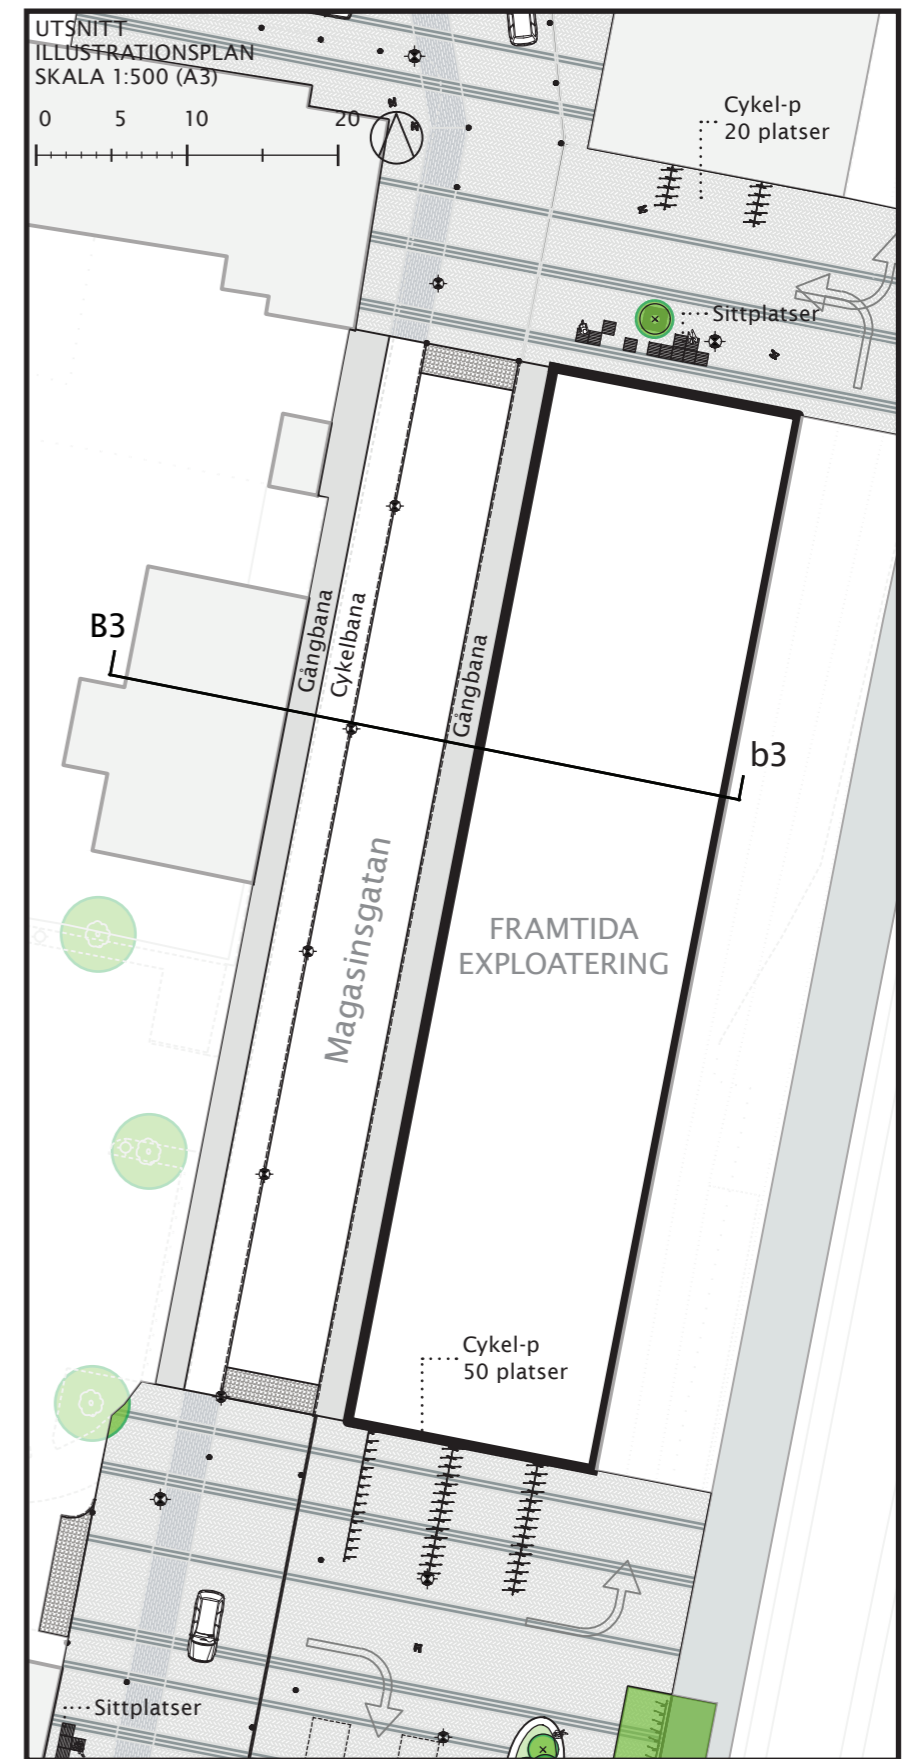 UTSNITT
ILLUSTRATIONSPLAN
SKALA 1:500 (A3)
0 5 10 20
Cykel-p
20 platser
Sittplatser
B3
Gångbana
Cykelbana
Gångbana
b3
Magasinsgatan
FRAMTIDA
EXPLOATERING
Cykel-p
50 platser
Sittplatser